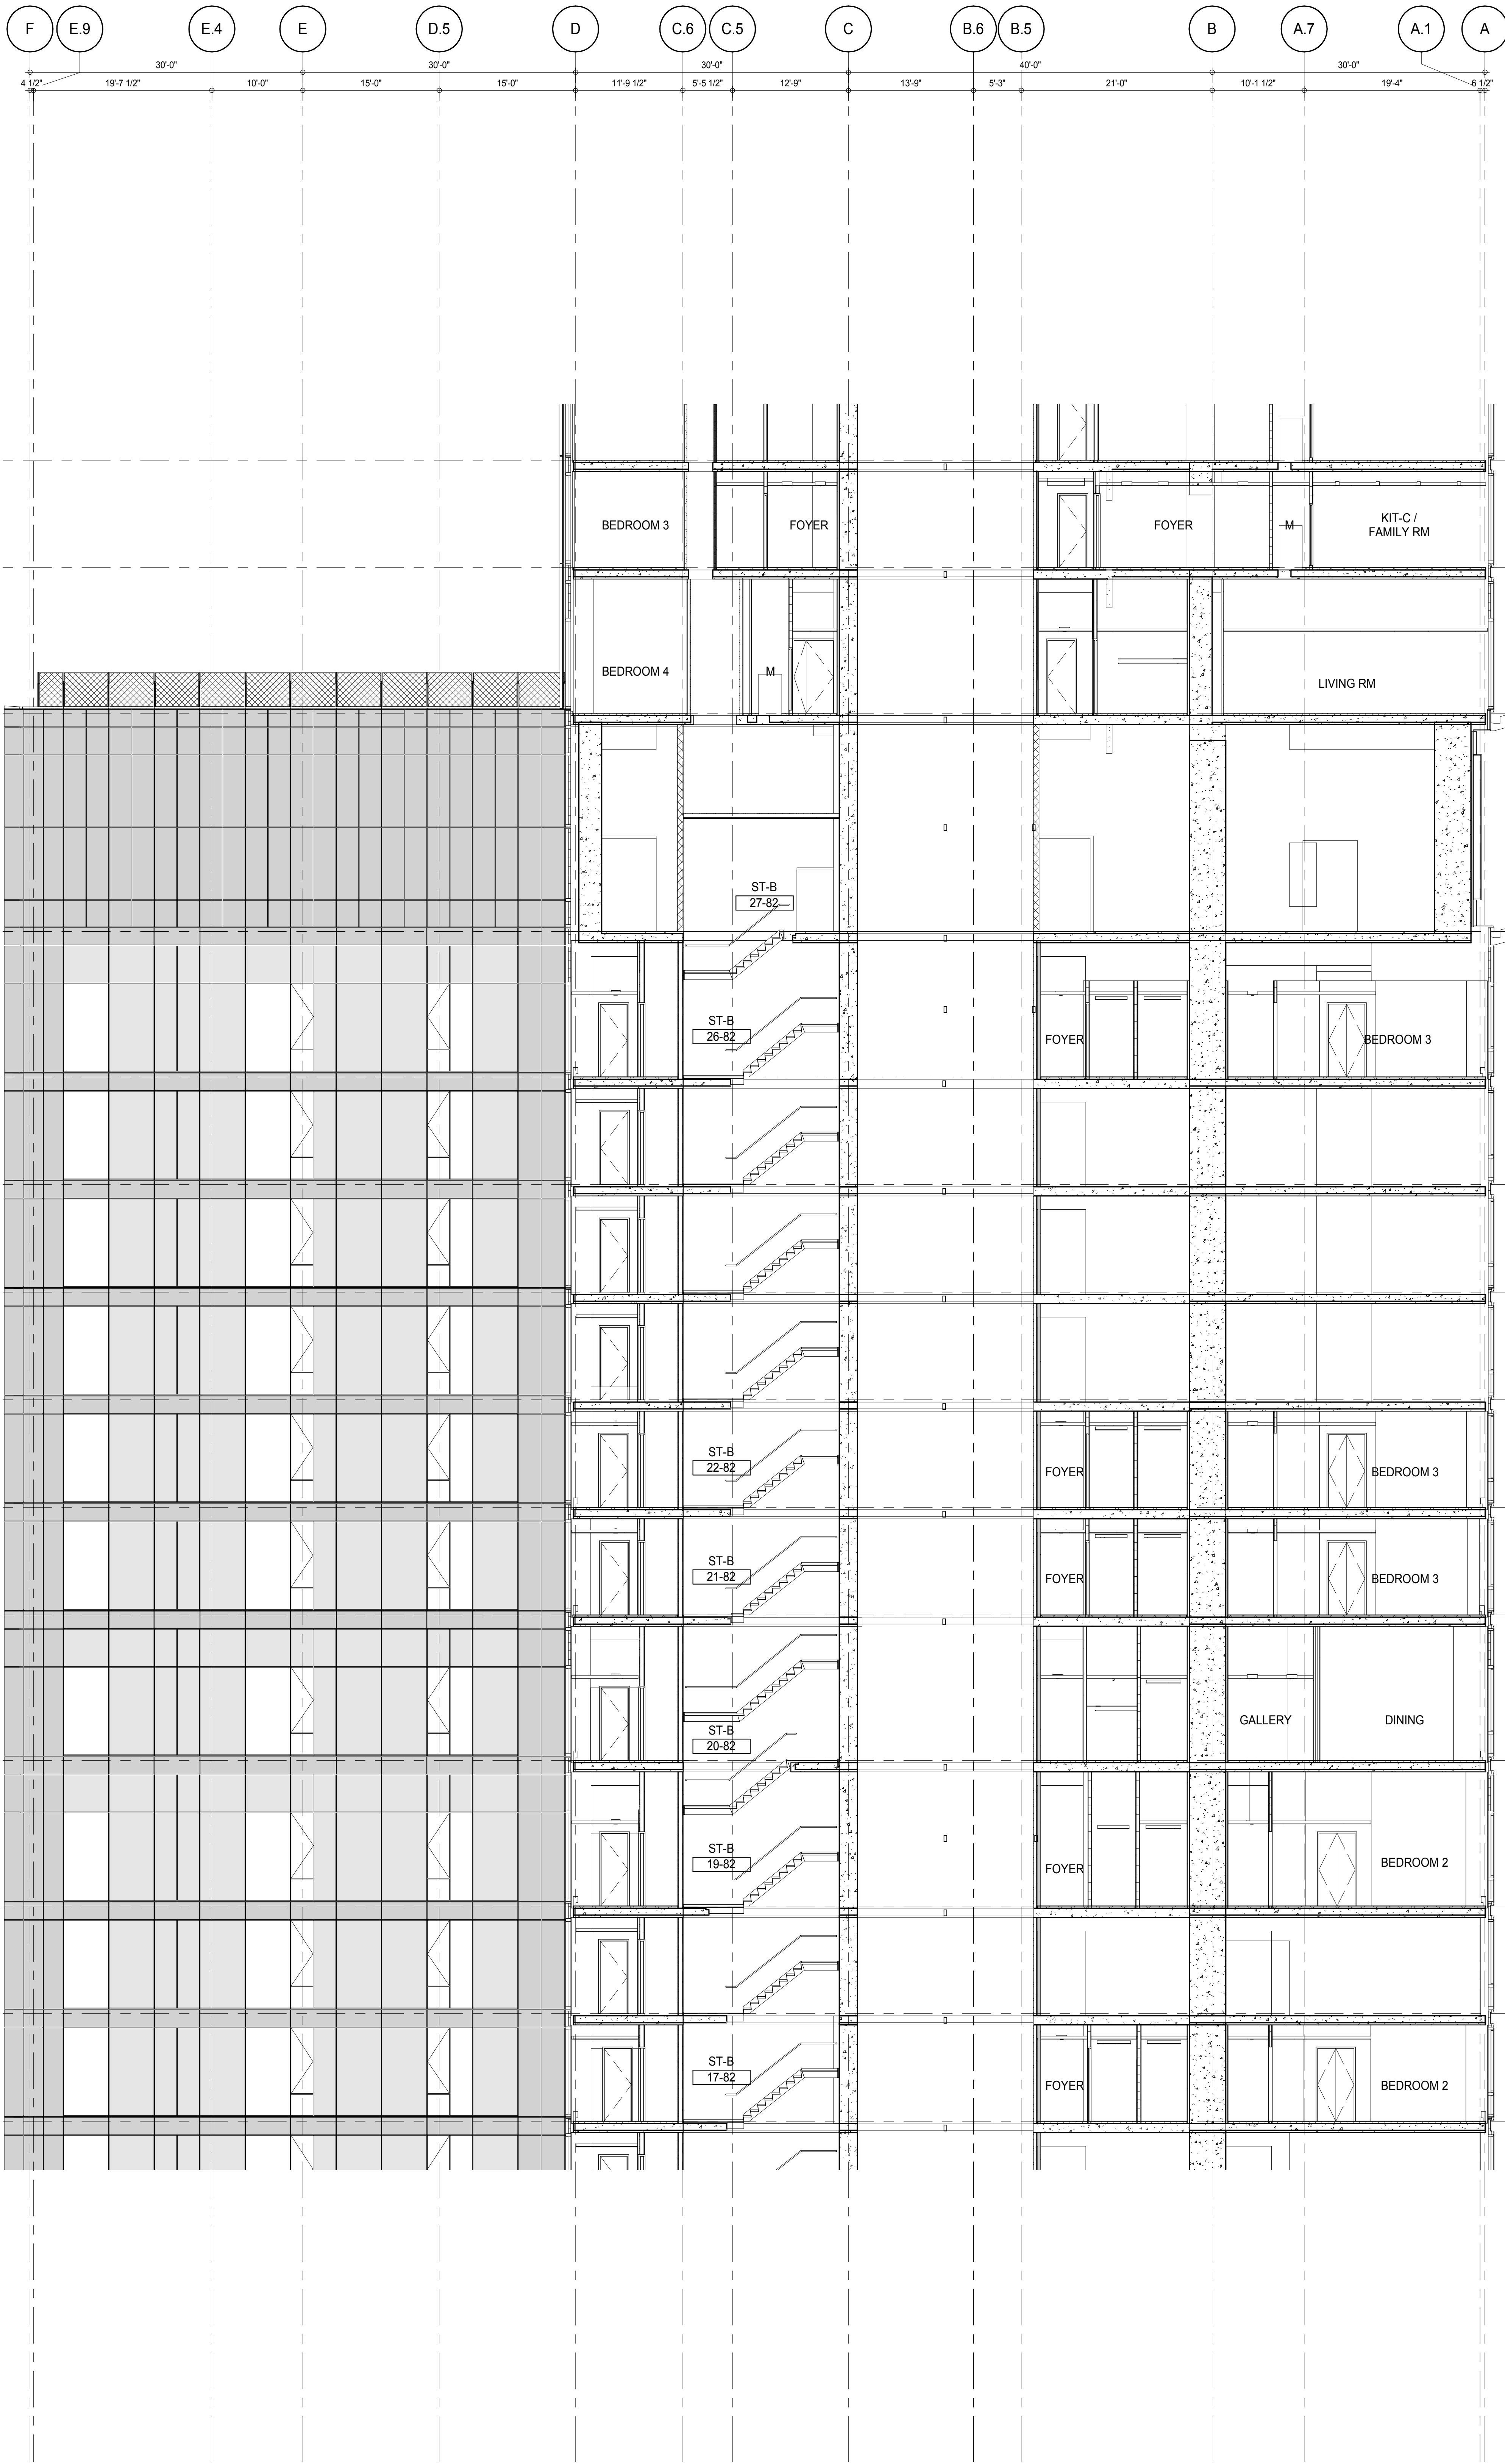 F E.9 E.4 E D.5 D C.6 C.5 C B.6 B.5 B A.7 A.1 A
30'-0" 30'-0" 30'-0" 40'-0" 30'-0"
4 1/2" 19'-7 1/2" 10'-0" 15'-0" 15'-0" 11'-9 1/2" 5'-5 1/2" 12'-9" 13'-9" 5'-3" 21'-0" 10'-1 1/2" 19'-4" 6 1/2"
BEDROOM 3 FOYER FOYER M KIT-C /
FAMILY RM
BEDROOM 4 M LIVING RM
ST-B
27-82
ST-B
26-82 FOYER BEDROOM 3
ST-B
22-82 FOYER BEDROOM 3
ST-B
21-82 FOYER BEDROOM 3
GALLERY DINING
ST-B
20-82
ST-B
19-82 FOYER BEDROOM 2
ST-B
17-82 FOYER BEDROOM 2